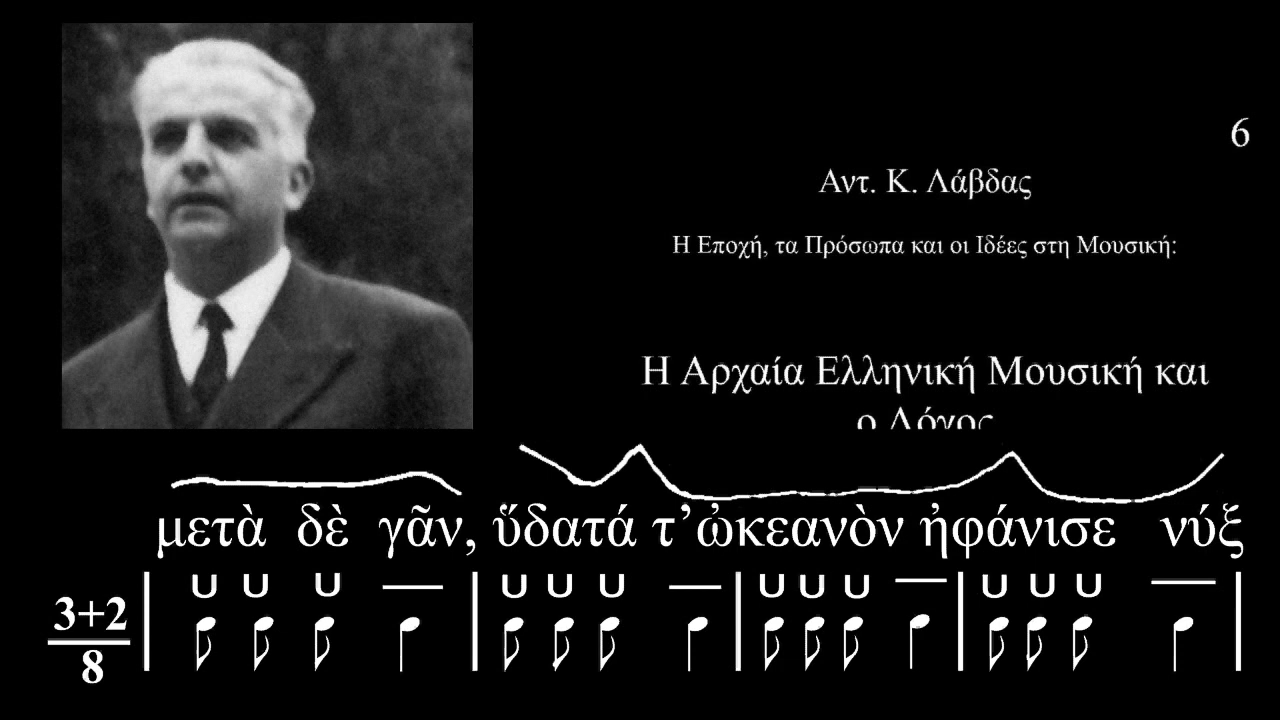 6
Αντ. Κ. Λάβδας
Η Εποχή, τα Πρόσωπα και οι Ιδέες στη Μουσική:
Η Αρχαία Ελληνική Μουσική και
ο Λόγος
μετὰ δὲ γᾶν, ὕδατά τ’ὠκεανὸν ἠφάνισε νύξ
3+2
8